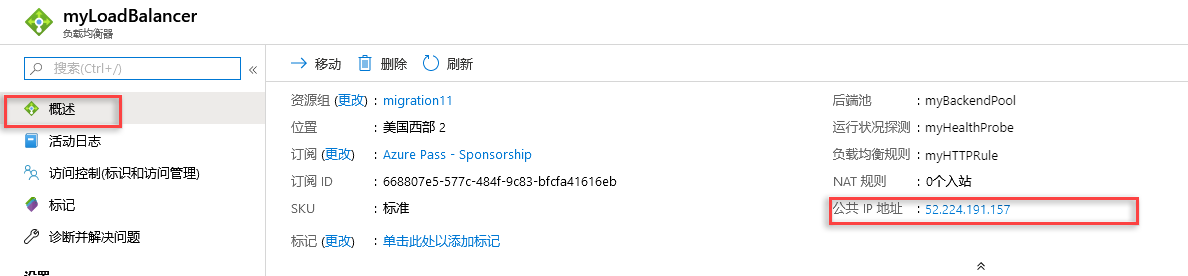 myLoadBalancer
负载均衡器
搜索(Ctrl+/)
«
移动
删除
刷新
概述
活动日志
访问控制(标识和访问管理)
标记
诊断并解决问题
资源组 (更改) : migration11
位置 : 美国西部 2
订阅 (更改) : Azure Pass - Sponsorship
订阅 ID : 668807e5-577c-484f-9c83-bfcfa41616eb
SKU : 标准
标记 (更改) : 单击此处以添加标记
后端池 : myBackendPool
运行状况探测 : myHealthProbe
负载均衡规则 : myHTTPRule
NAT 规则 : 0个入站
公共 IP 地址 : 52.224.191.157